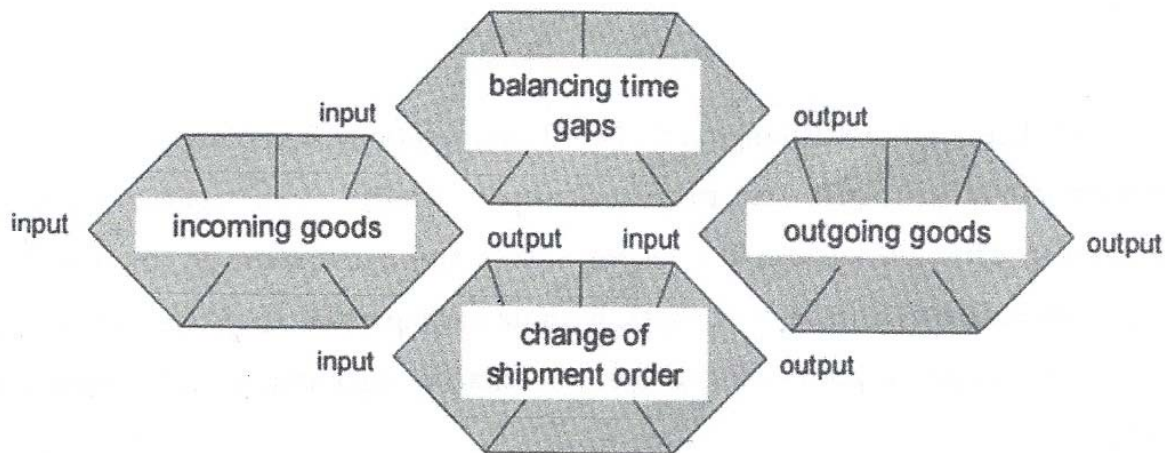 balancing time
gaps
input
output
input
incoming goods
output
input
outgoing goods
output
input
change of
shipment order
output